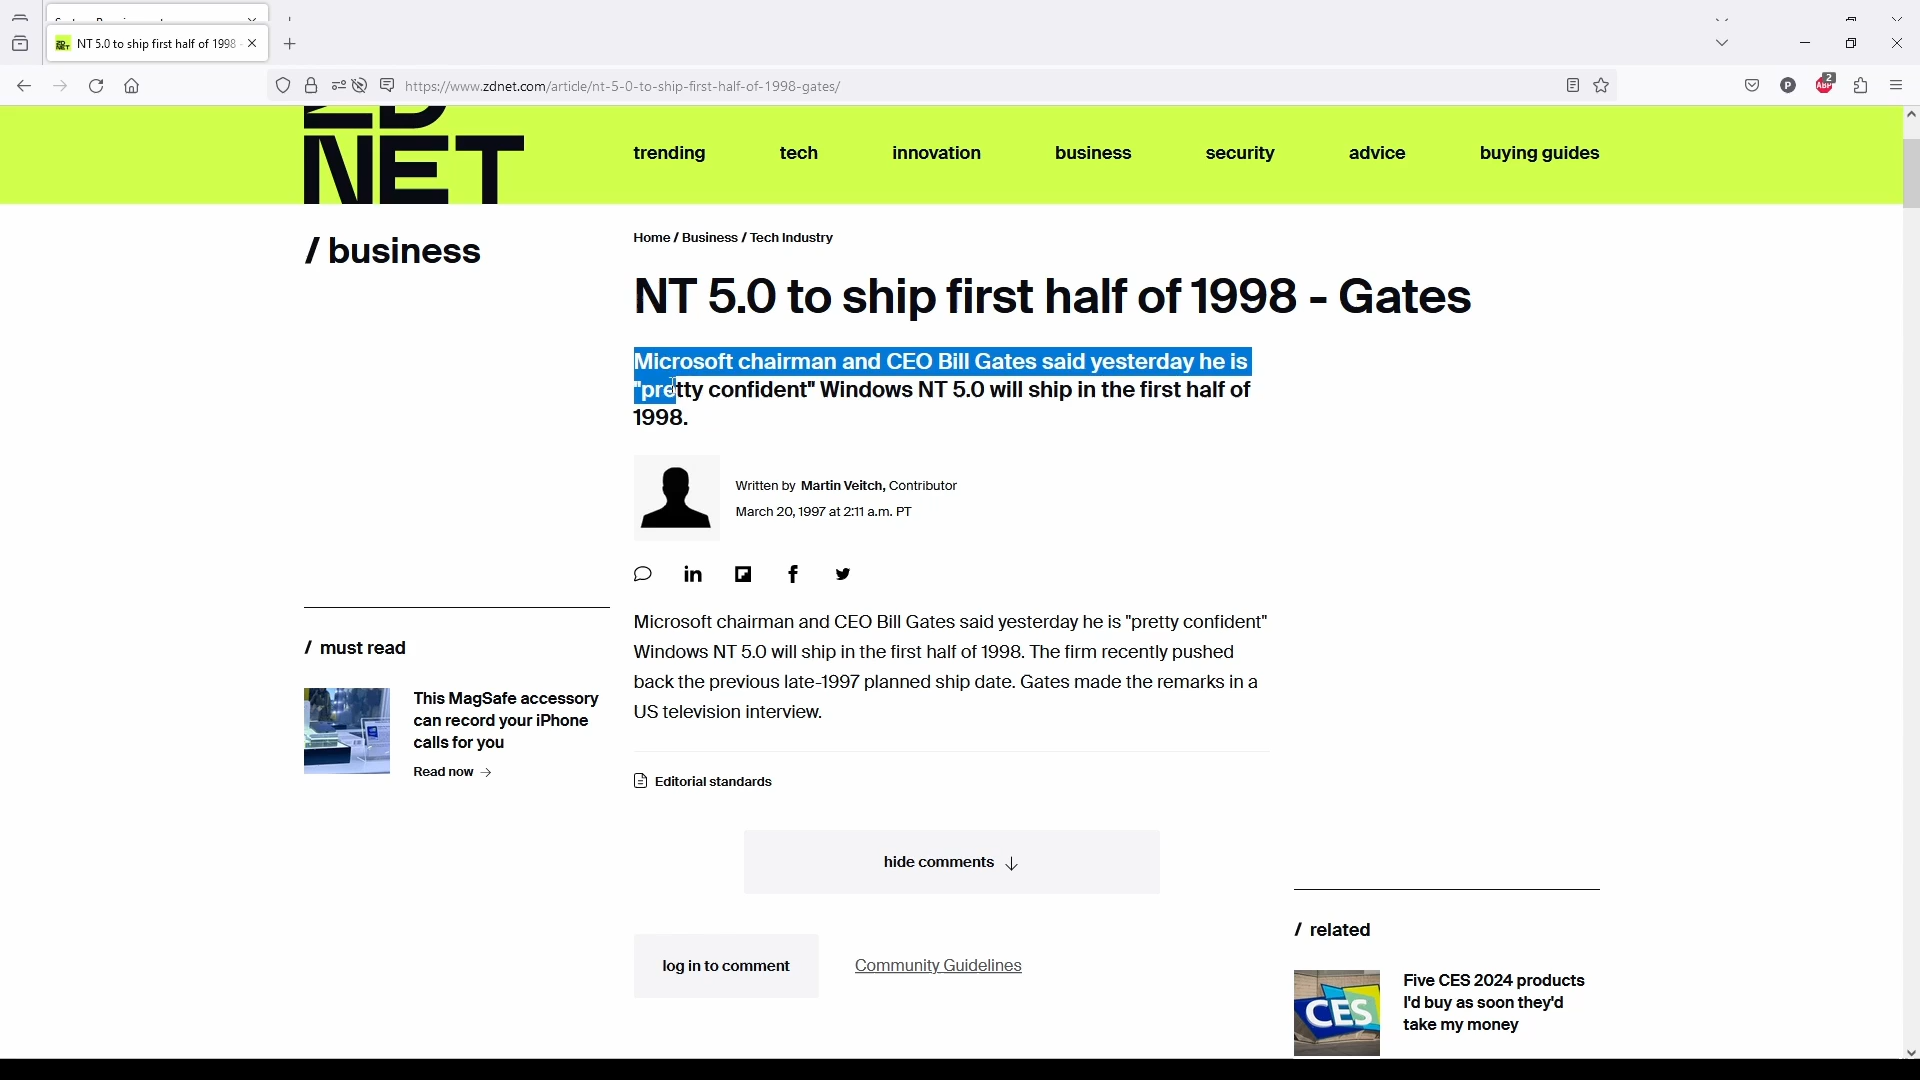 NT 5.0 to ship first half of 1998
https://www.zdnet.com/article/nt-5-0-to-ship-first-half-of-1998-gates/
2
ABP
P
ZD
NET
trending
tech
innovation
business
security
advice
buying guides
/ business
Home / Business / Tech Industry
NT 5.0 to ship first half of 1998 - Gates
Microsoft chairman and CEO Bill Gates said yesterday he is
"pretty confident" Windows NT 5.0 will ship in the first half of
1998.
Written by Martin Veitch, Contributor
March 20, 1997 at 2:11 a.m. PT
Microsoft chairman and CEO Bill Gates said yesterday he is "pretty confident"
Windows NT 5.0 will ship in the first half of 1998. The firm recently pushed
back the previous late-1997 planned ship date. Gates made the remarks in a
US television interview.
/ must read
This MagSafe accessory
can record your iPhone
calls for you
Read now
Editorial standards
hide comments
log in to comment
Community Guidelines
/ related
Five CES 2024 products
I'd buy as soon they'd
take my money
CES